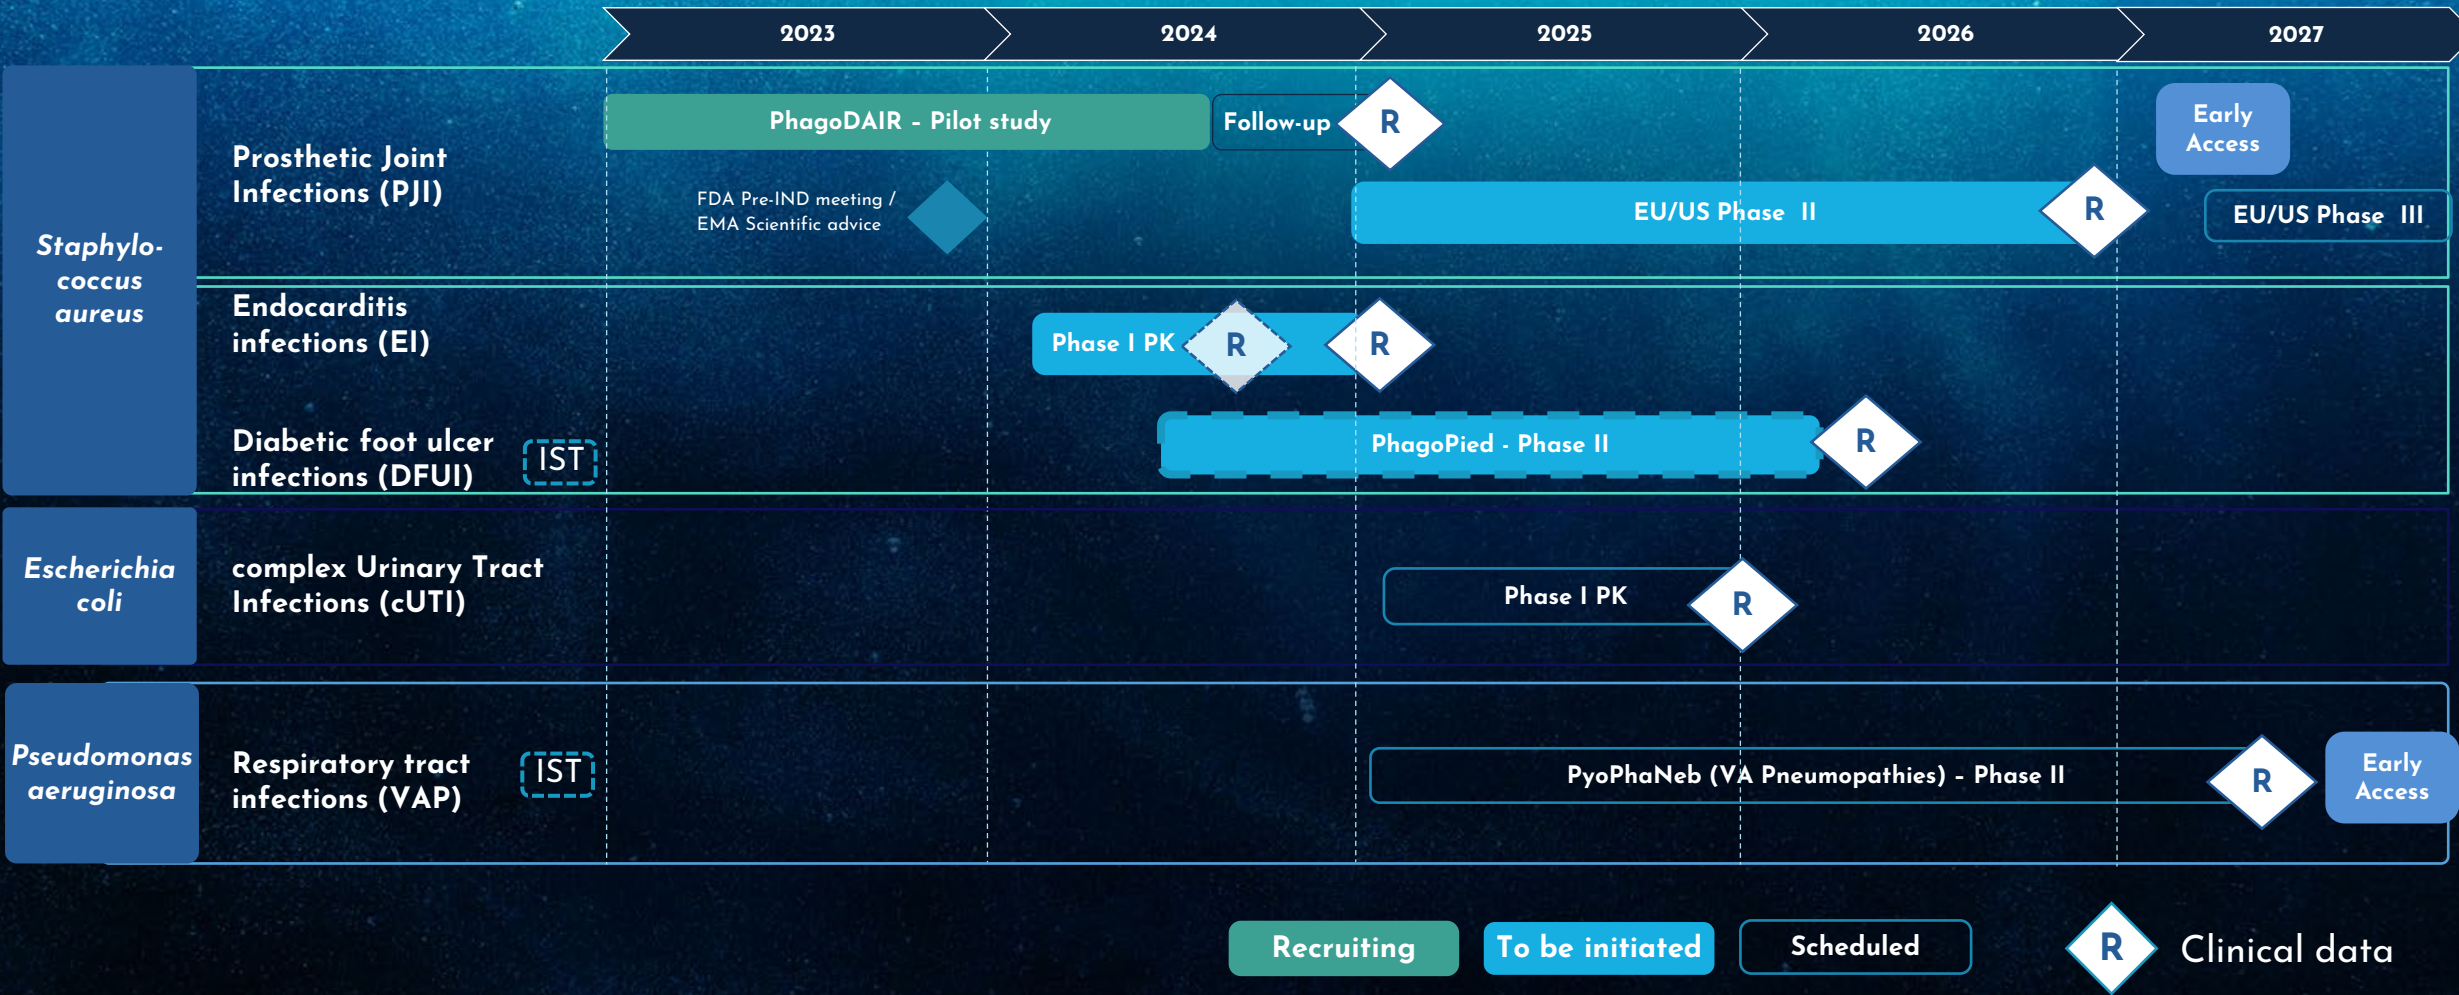 2023
2024
2025
2026
2027
Staphylo-
coccus
aureus
Prosthetic Joint
Infections (PJI)
PhagoDAIR – Pilot study
Follow-up
R
Early
Access
FDA Pre-IND meeting /
EMA Scientific advice
EU/US Phase II
R
EU/US Phase III
Endocarditis
infections (EI)
Phase I PK
R
R
Diabetic foot ulcer
infections (DFUI)
IST
PhagoPied - Phase II
R
Escherichia
coli
complex Urinary Tract
Infections (cUTI)
Phase I PK
R
Pseudomonas
aeruginosa
Respiratory tract
infections (VAP)
IST
PyoPhaNeb (VA Pneumopathies) – Phase II
R
Early
Access
Recruiting
To be initiated
Scheduled
R
Clinical data